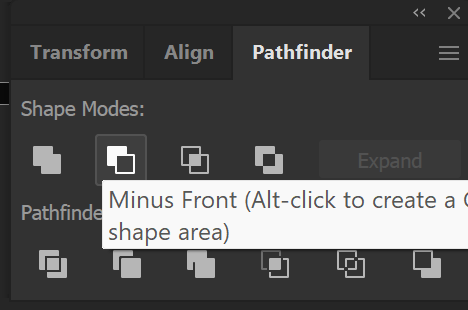 Transform Align Pathfinder
Shape Modes:
Expand
Minus Front (Alt-click to create a
Pathfinde
shape area)